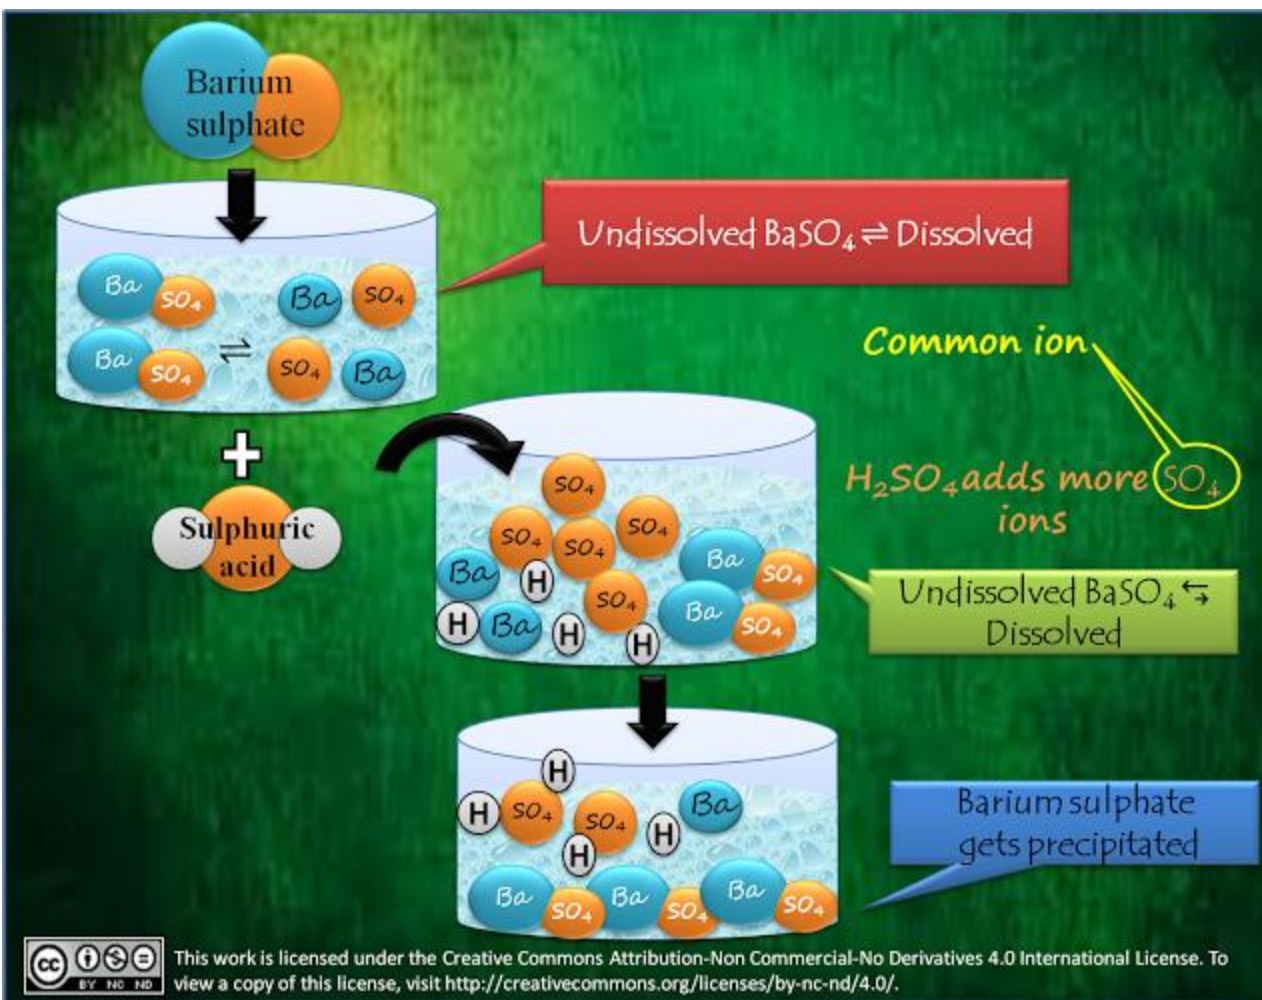 Barium
sulphate
Undissolved BaSO₄ ⇌ Dissolved
Ba SO₄ Ba SO₄
Ba SO₄ ⇌ SO₄ Ba
Common ion
+
Sulphuric
acid
H₂SO₄ adds more SO₄
ions
SO₄
SO₄ SO₄ SO₄
Ba SO₄
Ba H SO₄
Ba SO₄
H Ba H H
Undissolved BaSO₄ ⇆
Dissolved
H
H SO₄ SO₄ H Ba
H
Ba SO₄ Ba SO₄ Ba SO₄
Barium sulphate
gets precipitated
cc BY NC ND
This work is licensed under the Creative Commons Attribution-Non Commercial-No Derivatives 4.0 International License. To
view a copy of this license, visit http://creativecommons.org/licenses/by-nc-nd/4.0/.